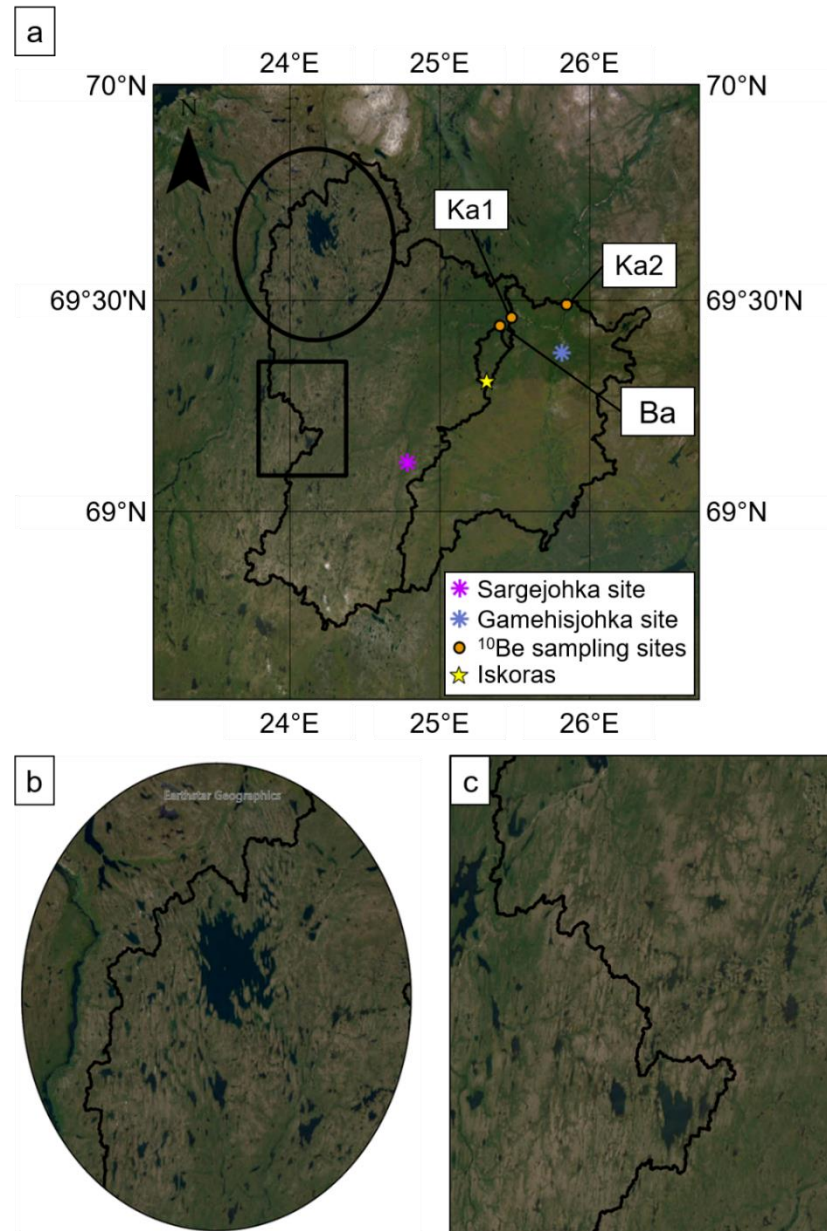 a
24°E 25°E 26°E
70°N 70°N
N
Ka1
Ka2
69°30'N 69°30'N
Ba
69°N 69°N
Sargejohka site
Gamehisjohka site
¹⁰Be sampling sites
Iskoras
24°E 25°E 26°E
b
Earthstar Geographics
c